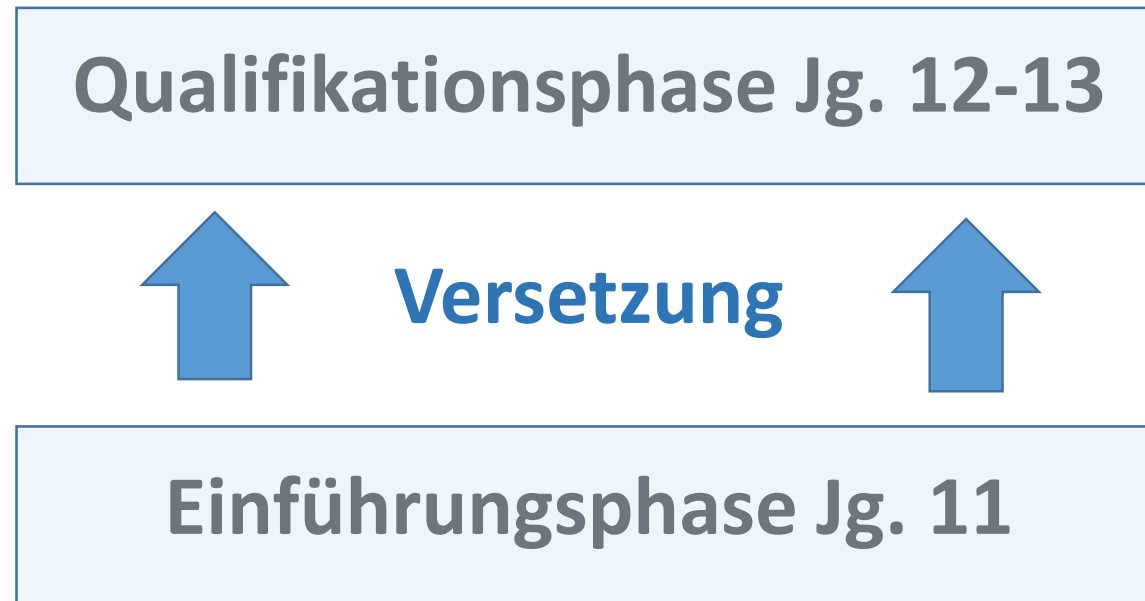 Qualifikationsphase Jg. 12-13
Versetzung
Einführungsphase Jg. 11